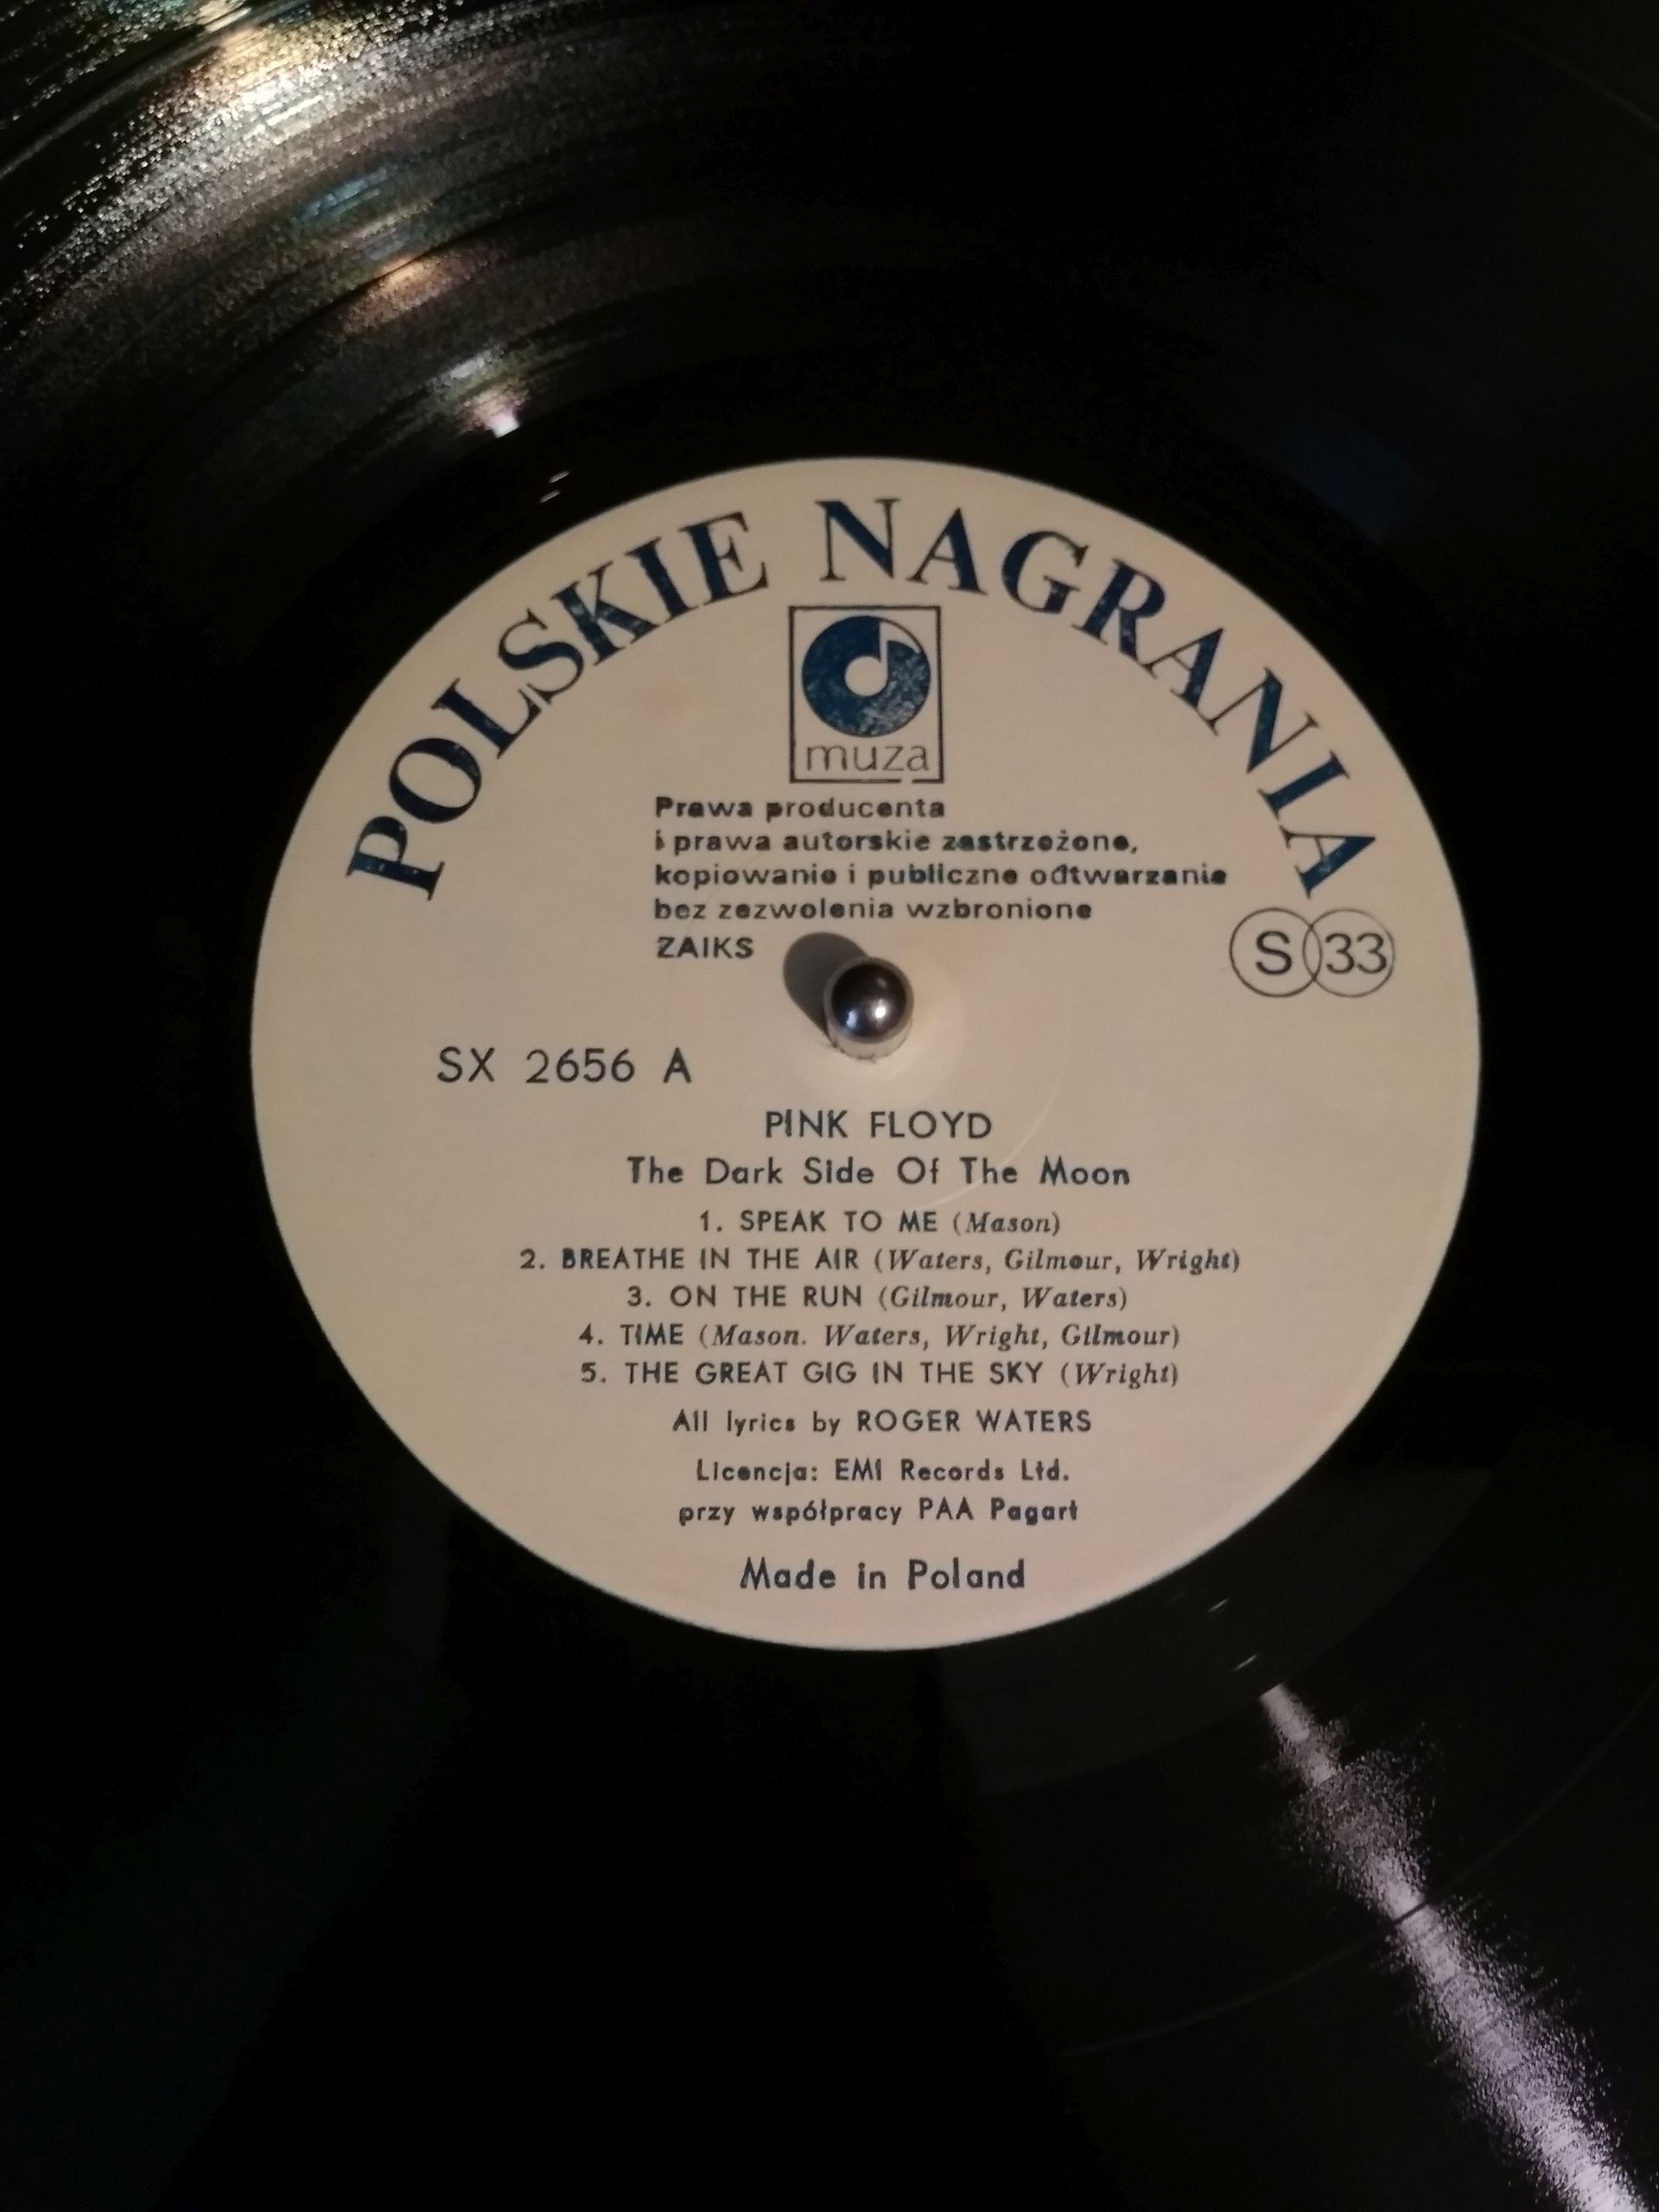 POLSKIE NAGRANIA
muza
Prawa producenta
i prawa autorskie zastrzeżone,
kopiowanie i publiczne odtwarzanie
bez zezwolenia wzbronione
ZAIKS
S 33
SX 2656 A
PINK FLOYD
The Dark Side Of The Moon
1. SPEAK TO ME (Mason)
2. BREATHE IN THE AIR (Waters, Gilmour, Wright)
3. ON THE RUN (Gilmour, Waters)
4. TIME (Mason. Waters, Wright, Gilmour)
5. THE GREAT GIG IN THE SKY (Wright)
All lyrics by ROGER WATERS
Licencja: EMI Records Ltd.
przy współpracy PAA Pagart
Made in Poland